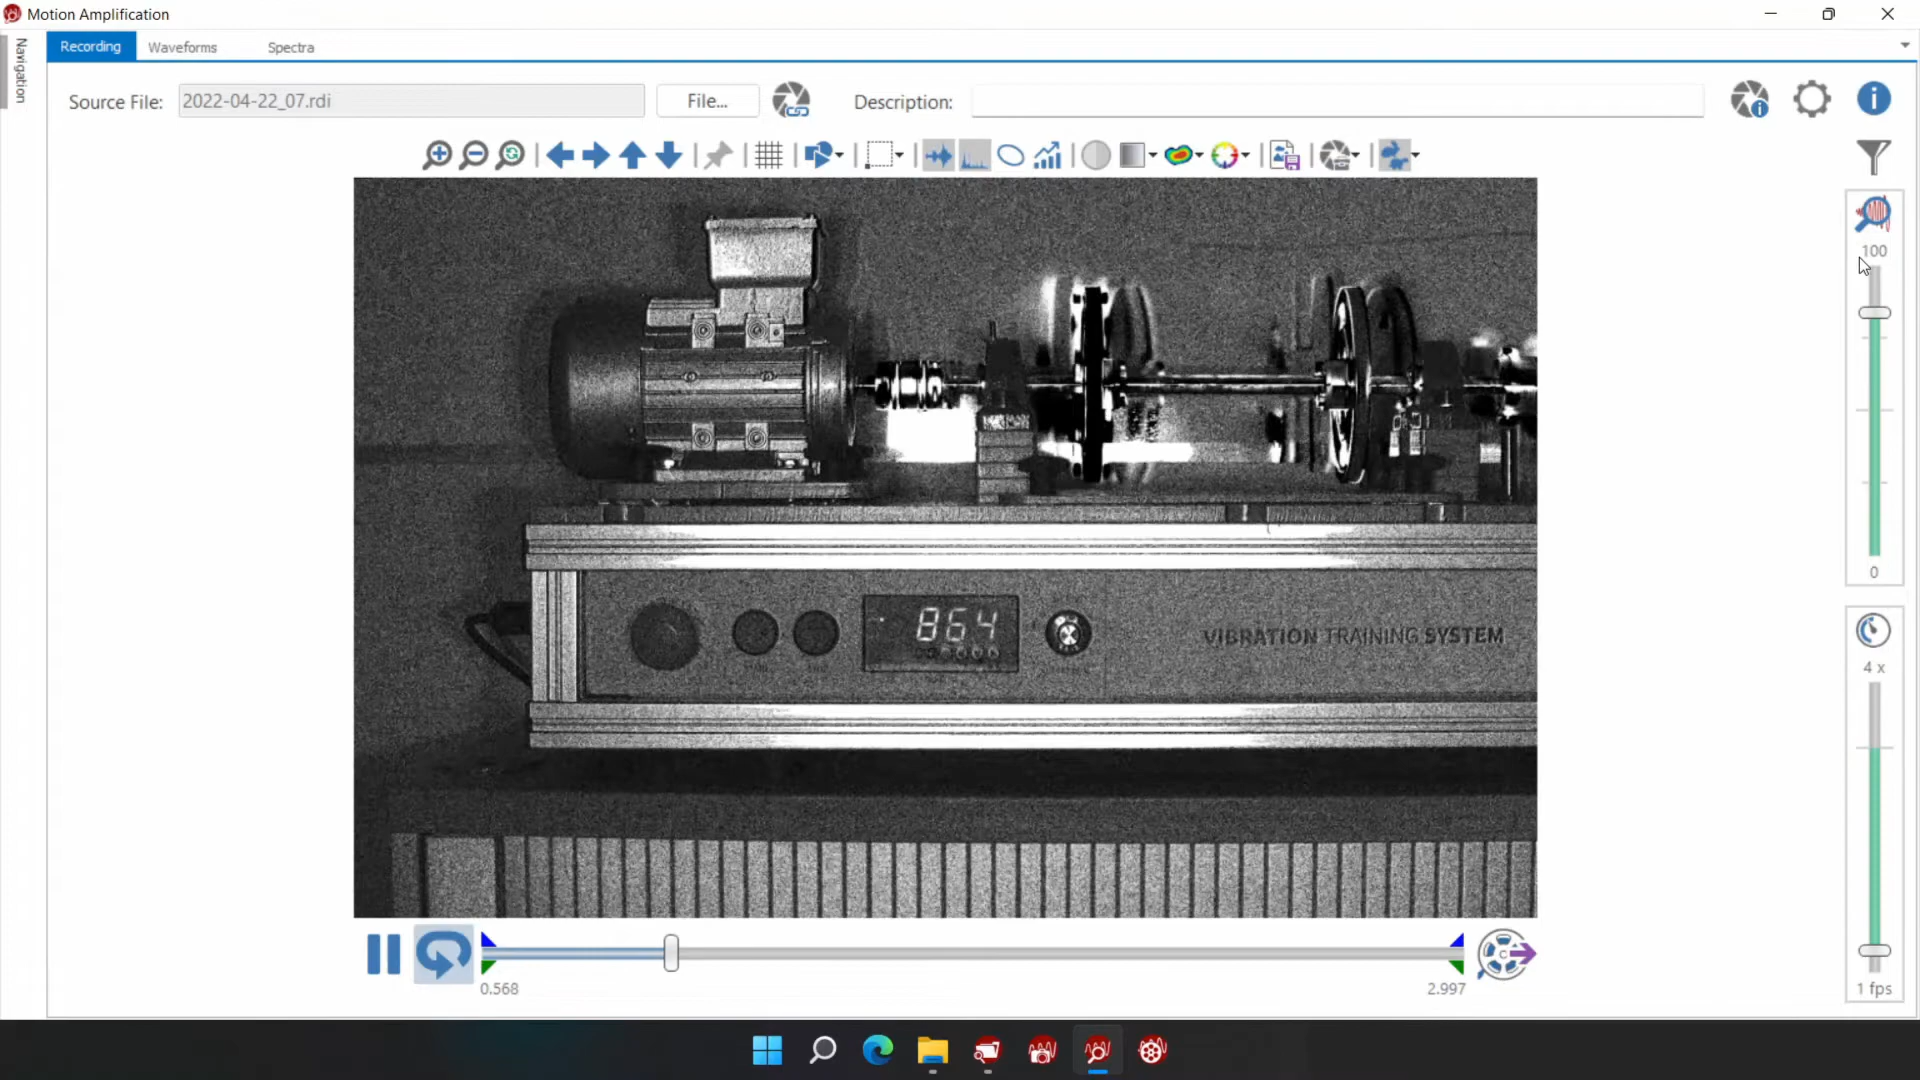 Motion Amplification
Navigation
Recording
Waveforms
Spectra
Source File:
2022-04-22_07.rdi
File...
Description:
100
0
4 x
1 fps
864
VIBRATION TRAINING SYSTEM
0.568
2.997